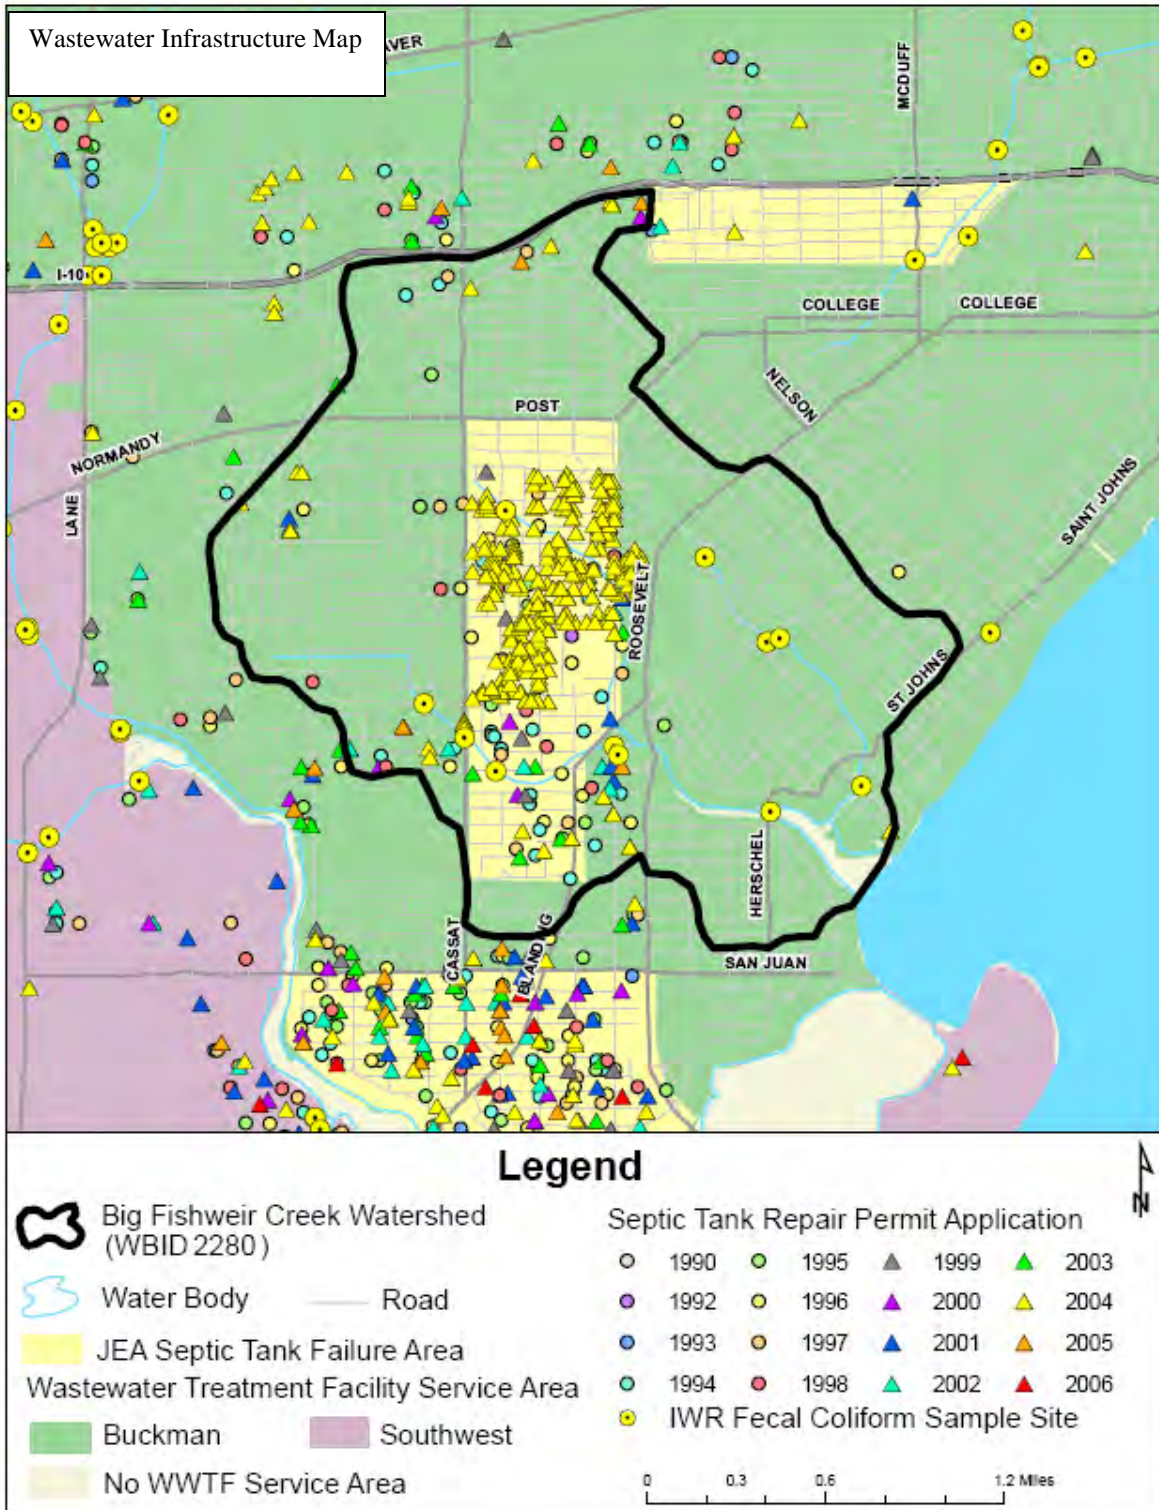 Wastewater Infrastructure Map
AVER
MCDUFF
I-10
COLLEGE
COLLEGE
NELSON
POST
NORMANDY
LANE
SAINT JOHNS
ROOSEVELT
ST JOHNS
HERSCHEL
CASSAT
BLANDING
SAN JUAN
Legend
Big Fishweir Creek Watershed
(WBID 2280)
Water Body
Road
JEA Septic Tank Failure Area
Wastewater Treatment Facility Service Area
Buckman
Southwest
No WWTF Service Area
Septic Tank Repair Permit Application
1990 1995 1999 2003
1992 1996 2000 2004
1993 1997 2001 2005
1994 1998 2002 2006
IWR Fecal Coliform Sample Site
N
0 0.3 0.6 1.2 Miles